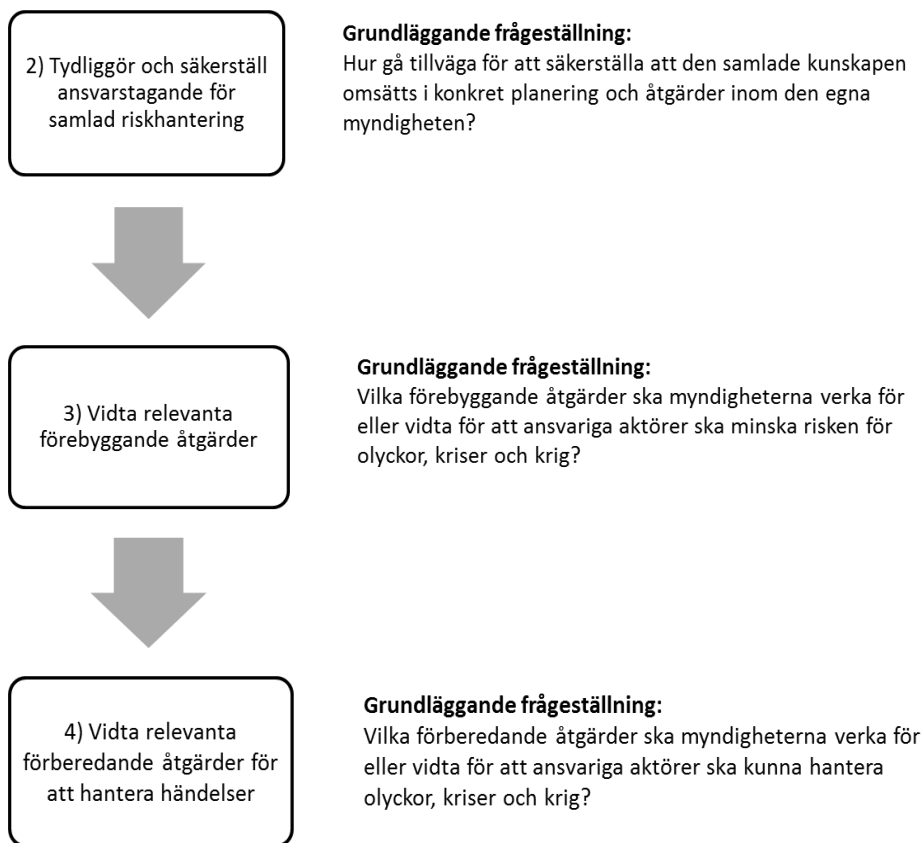 2) Tydliggör och säkerställ
ansvarstagande för
samlad riskhantering
Grundläggande frågeställning:
Hur gå tillväga för att säkerställa att den samlade kunskapen
omsätts i konkret planering och åtgärder inom den egna
myndigheten?
3) Vidta relevanta
förebyggande åtgärder
Grundläggande frågeställning:
Vilka förebyggande åtgärder ska myndigheterna verka för
eller vidta för att ansvariga aktörer ska minska risken för
olyckor, kriser och krig?
4) Vidta relevanta
förberedande åtgärder för
att hantera händelser
Grundläggande frågeställning:
Vilka förberedande åtgärder ska myndigheterna verka för
eller vidta för att ansvariga aktörer ska kunna hantera
olyckor, kriser och krig?